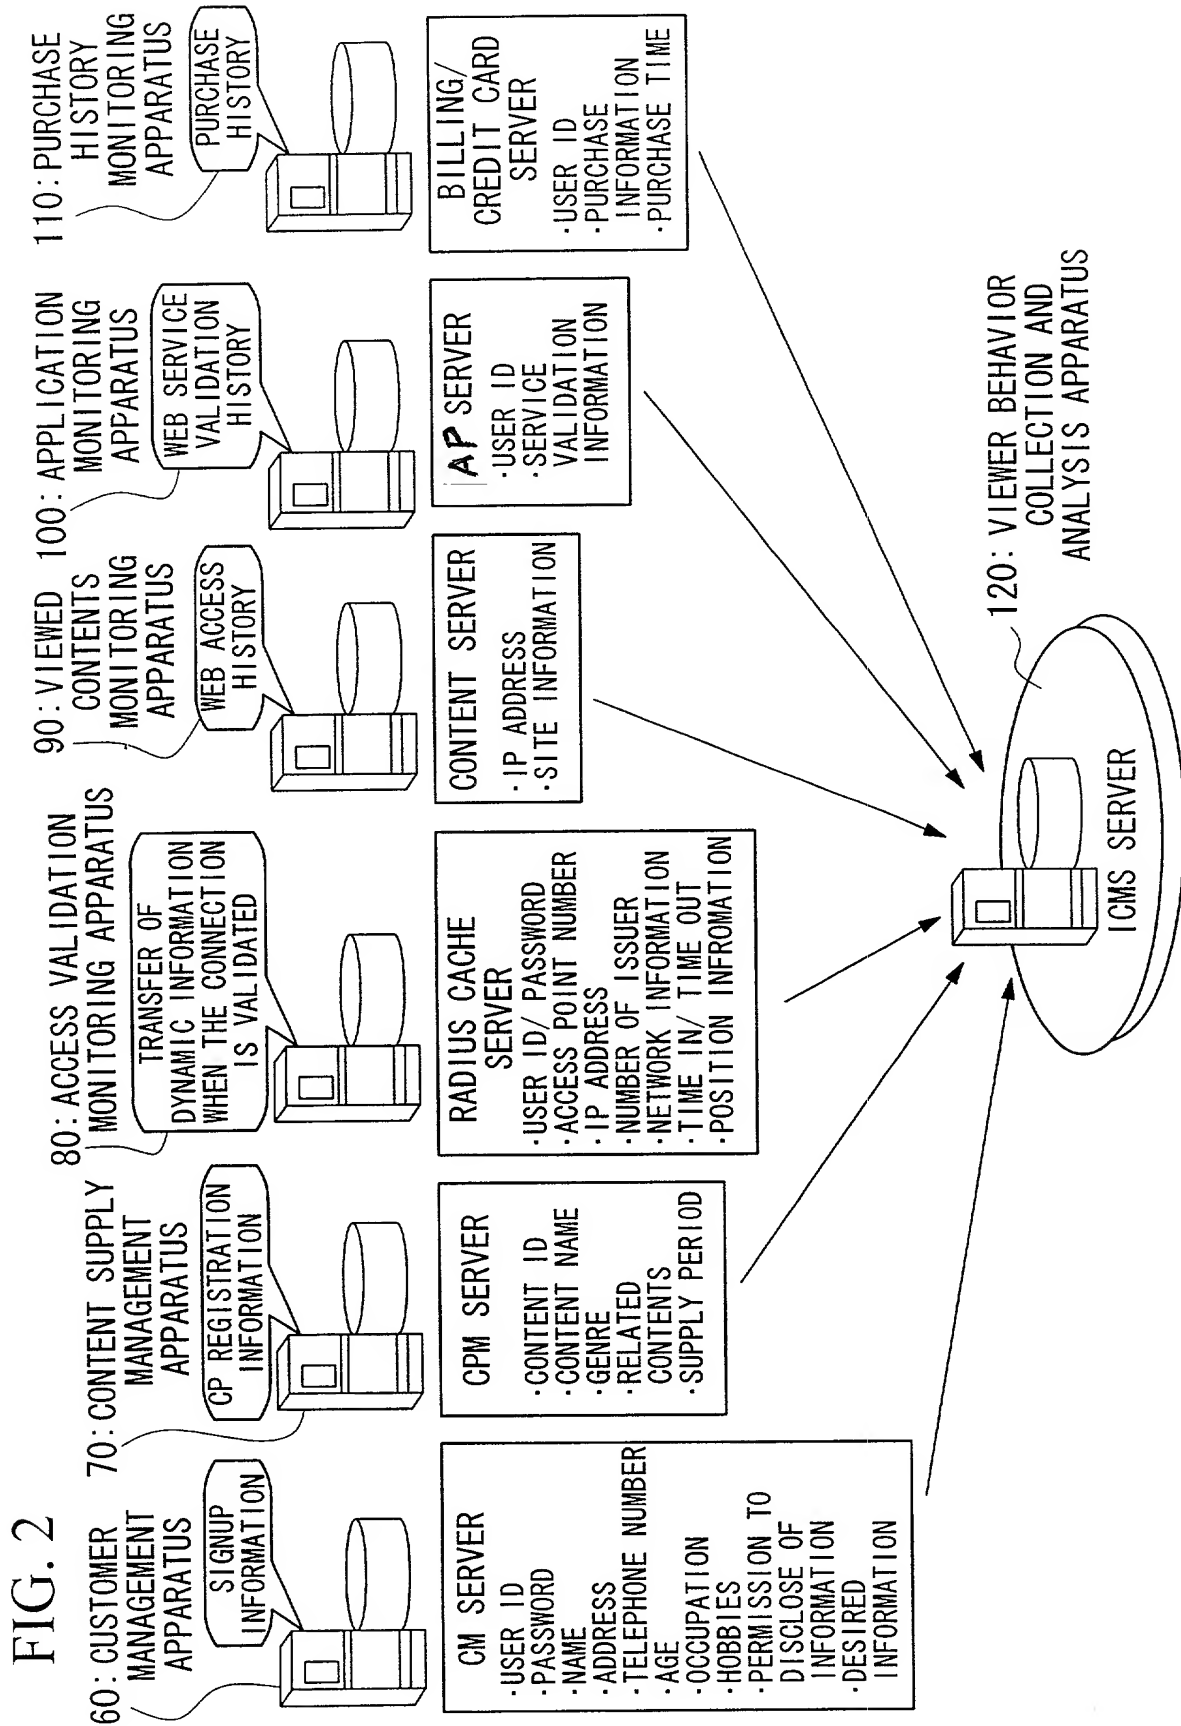 FIG. 2
60: CUSTOMER
MANAGEMENT
APPARATUS
SIGNUP
INFORMATION
CM SERVER
·USER ID
·PASSWORD
·NAME
·ADDRESS
·TELEPHONE NUMBER
·AGE
·OCCUPATION
·HOBBIES
·PERMISSION TO
DISCLOSE OF
INFORMATION
·DESIRED
INFORMATION
70: CONTENT SUPPLY
MANAGEMENT
APPARATUS
CP REGISTRATION
INFORMATION
CPM SERVER
·CONTENT ID
·CONTENT NAME
·GENRE
·RELATED
CONTENTS
·SUPPLY PERIOD
80: ACCESS VALIDATION
MONITORING APPARATUS
TRANSFER OF
DYNAMIC INFORMATION
WHEN THE CONNECTION
IS VALIDATED
RADIUS CACHE
SERVER
·USER ID/ PASSWORD
·ACCESS POINT NUMBER
·IP ADDRESS
·NUMBER OF ISSUER
·NETWORK INFORMATION
·TIME IN/ TIME OUT
·POSITION INFROMATION
90: VIEWED
CONTENTS
MONITORING
APPARATUS
WEB ACCESS
HISTORY
CONTENT SERVER
·IP ADDRESS
·SITE INFORMATION
100: APPLICATION
MONITORING
APPARATUS
WEB SERVICE
VALIDATION
HISTORY
AP SERVER
·USER ID
·SERVICE
VALIDATION
INFORMATION
110: PURCHASE
HISTORY
MONITORING
APPARATUS
PURCHASE
HISTORY
BILLING/
CREDIT CARD
SERVER
·USER ID
·PURCHASE
INFORMATION
·PURCHASE TIME
120: VIEWER BEHAVIOR
COLLECTION AND
ANALYSIS APPARATUS
ICMS SERVER